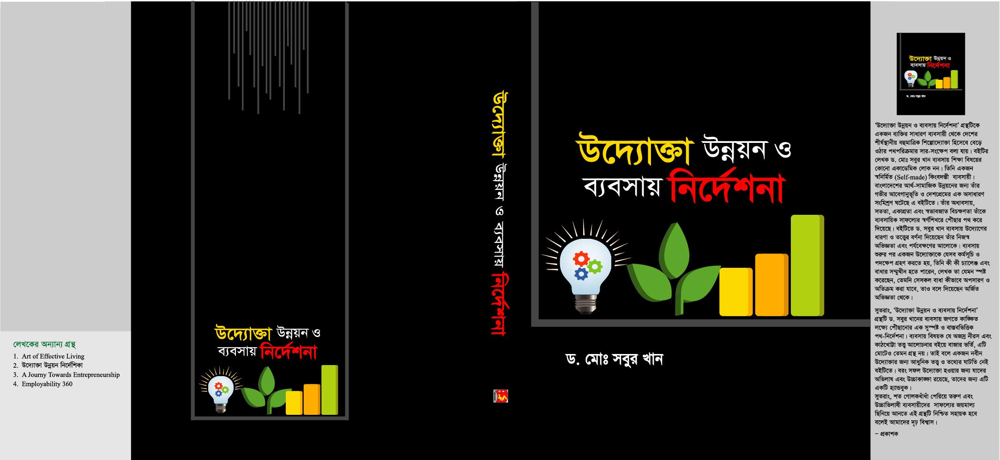 লেখকের অন্যান্য গ্রন্থ
1. Art of Effective Living
2. উদ্যোক্তা উন্নয়ন নির্দেশিকা
3. A Journy Towards Entrepreneurship
4. Employability 360
উদ্যোক্তা উন্নয়ন ও
ব্যবসায় নির্দেশনা
উদ্যোক্তা উন্নয়ন ও ব্যবসায় নির্দেশনা
উদ্যোক্তা উন্নয়ন ও
ব্যবসায় নির্দেশনা
ড. মোঃ সবুর খান
উদ্যোক্তা উন্নয়ন ও
ব্যবসায় নির্দেশনা
ড. মোঃ সবুর খান
‘উদ্যোক্তা উন্নয়ন ও ব্যবসায় নির্দেশনা’ গ্রন্থটিকে
একজন ব্যক্তির সাধারণ ব্যবসায়ী থেকে দেশের
শীর্ষস্থানীয় বহুমাত্রিক শিল্পোদ্যোক্তা হিসেবে বেড়ে
ওঠার পথপরিক্রমার সার-সংক্ষেপ বলা যায়। বইটির
লেখক ড. মোঃ সবুর খান ব্যবসায় শিক্ষা বিষয়ের
কোনো একাডেমিক লোক নন। তিনি একজন
স্বনির্মিত (Self-made) কিংবদন্তী ব্যবসায়ী।
বাংলাদেশের আর্থ-সামাজিক উন্নয়নের জন্য তাঁর
গভীর আবেগানুভূতি ও দেশপ্রেমের এক অসাধারণ
সংমিশ্রণ ঘটেছে এ বইটিতে। তাঁর অধ্যবসায়,
সততা, একাগ্রতা এবং স্বভাবজাত বিচক্ষণতা তাঁকে
ব্যবসায়িক সাফল্যের স্বর্ণশিখরে পৌঁছার পথ করে
দিয়েছে। বইটিতে ড. সবুর খান ব্যবসায় উদ্যোগের
ধারণা ও তত্ত্বের বর্ণনা দিয়েছেন তাঁর নিজস্ব
অভিজ্ঞতা এবং পর্যবেক্ষণের আলোকে। ব্যবসায়
শুরুর পর একজন উদ্যোক্তাকে যেসব কর্মসূচি ও
পদক্ষেপ গ্রহণ করতে হয়, তিনি কী কী চ্যালেঞ্জ এবং
বাধার সম্মুখীন হতে পারেন, লেখক তা যেমন স্পষ্ট
করেছেন, তেমনি সেসকল বাধা কীভাবে অপসারণ ও
অতিক্রম করা যাবে, তাও বলে দিয়েছেন অর্জিত
অভিজ্ঞতা থেকে।
সুতরাং, ‘উদ্যোক্তা উন্নয়ন ও ব্যবসায় নির্দেশনা’
গ্রন্থটি ড. সবুর খানের ব্যবসায় জগতে কাঙ্ক্ষিত
লক্ষ্যে পৌঁছানোর এক সুস্পষ্ট ও বাস্তবভিত্তিক
পথ-নির্দেশনা। ব্যবসায় বিষয়ক যে অজস্র নীরস এবং
কাঠখোট্টা তত্ত্ব আলোচনার বইয়ে বাজার ভর্তি, এটি
মোটেও তেমন গ্রন্থ নয়। তাই বলে একজন নবীন
উদ্যোক্তার জন্য আধুনিক তত্ত্ব ও তথ্যের ঘাটতি নেই
বইটিতে। বরং সফল উদ্যোক্তা হওয়ার জন্য যাদের
অভিলাষ এবং উচ্চাকাঙ্ক্ষা রয়েছে, তাদের জন্য এটি
একটি হ্যান্ডবুক।
সুতরাং, শত গোলকধাঁধাঁ পেরিয়ে তরুণ এবং
উচ্চাভিলাষী ব্যবসায়ীদের সাফল্যের জয়মাল্য
ছিনিয়ে আনতে এই গ্রন্থটি নিশ্চিত সহায়ক হবে
বলেই আমাদের দৃঢ় বিশ্বাস।
– প্রকাশক